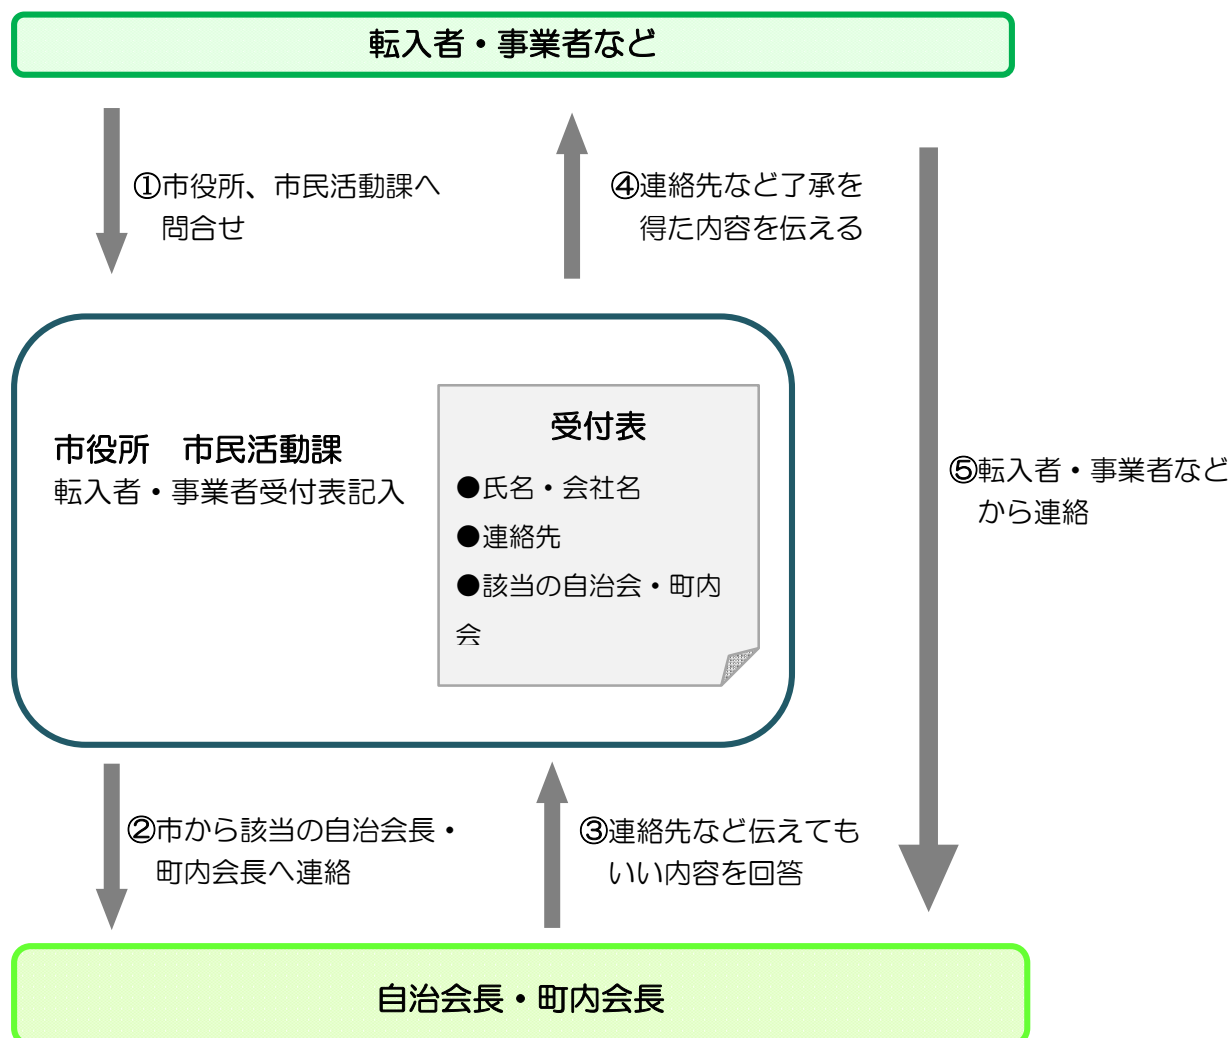 転入者・事業者など
①市役所、市民活動課へ
問合せ
④連絡先など了承を
得た内容を伝える
市役所　市民活動課
転入者・事業者受付表記入
受付表
●氏名・会社名
●連絡先
●該当の自治会・町内
会
⑤転入者・事業者など
から連絡
②市から該当の自治会長・
町内会長へ連絡
③連絡先など伝えても
いい内容を回答
自治会長・町内会長